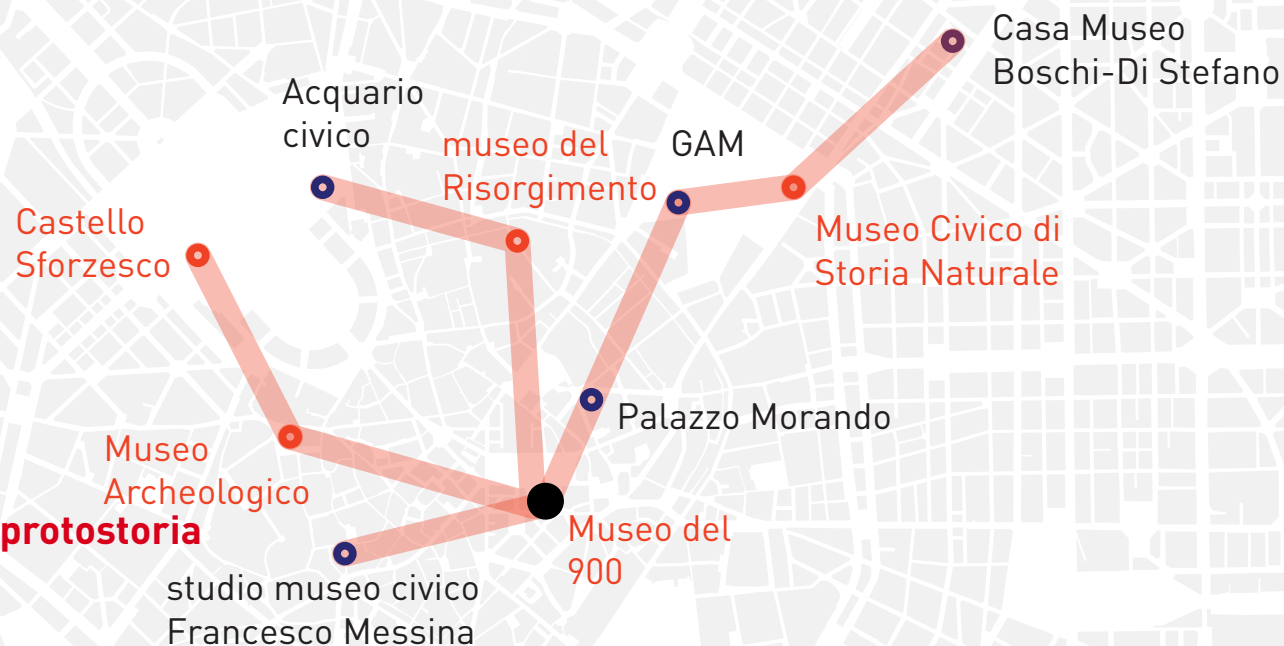 Casa Museo
Boschi-Di Stefano
Acquario
civico
museo del
Risorgimento
GAM
Castello
Sforzesco
Museo Civico di
Storia Naturale
Palazzo Morando
Museo
Archeologico
protostoria
Museo del
900
studio museo civico
Francesco Messina